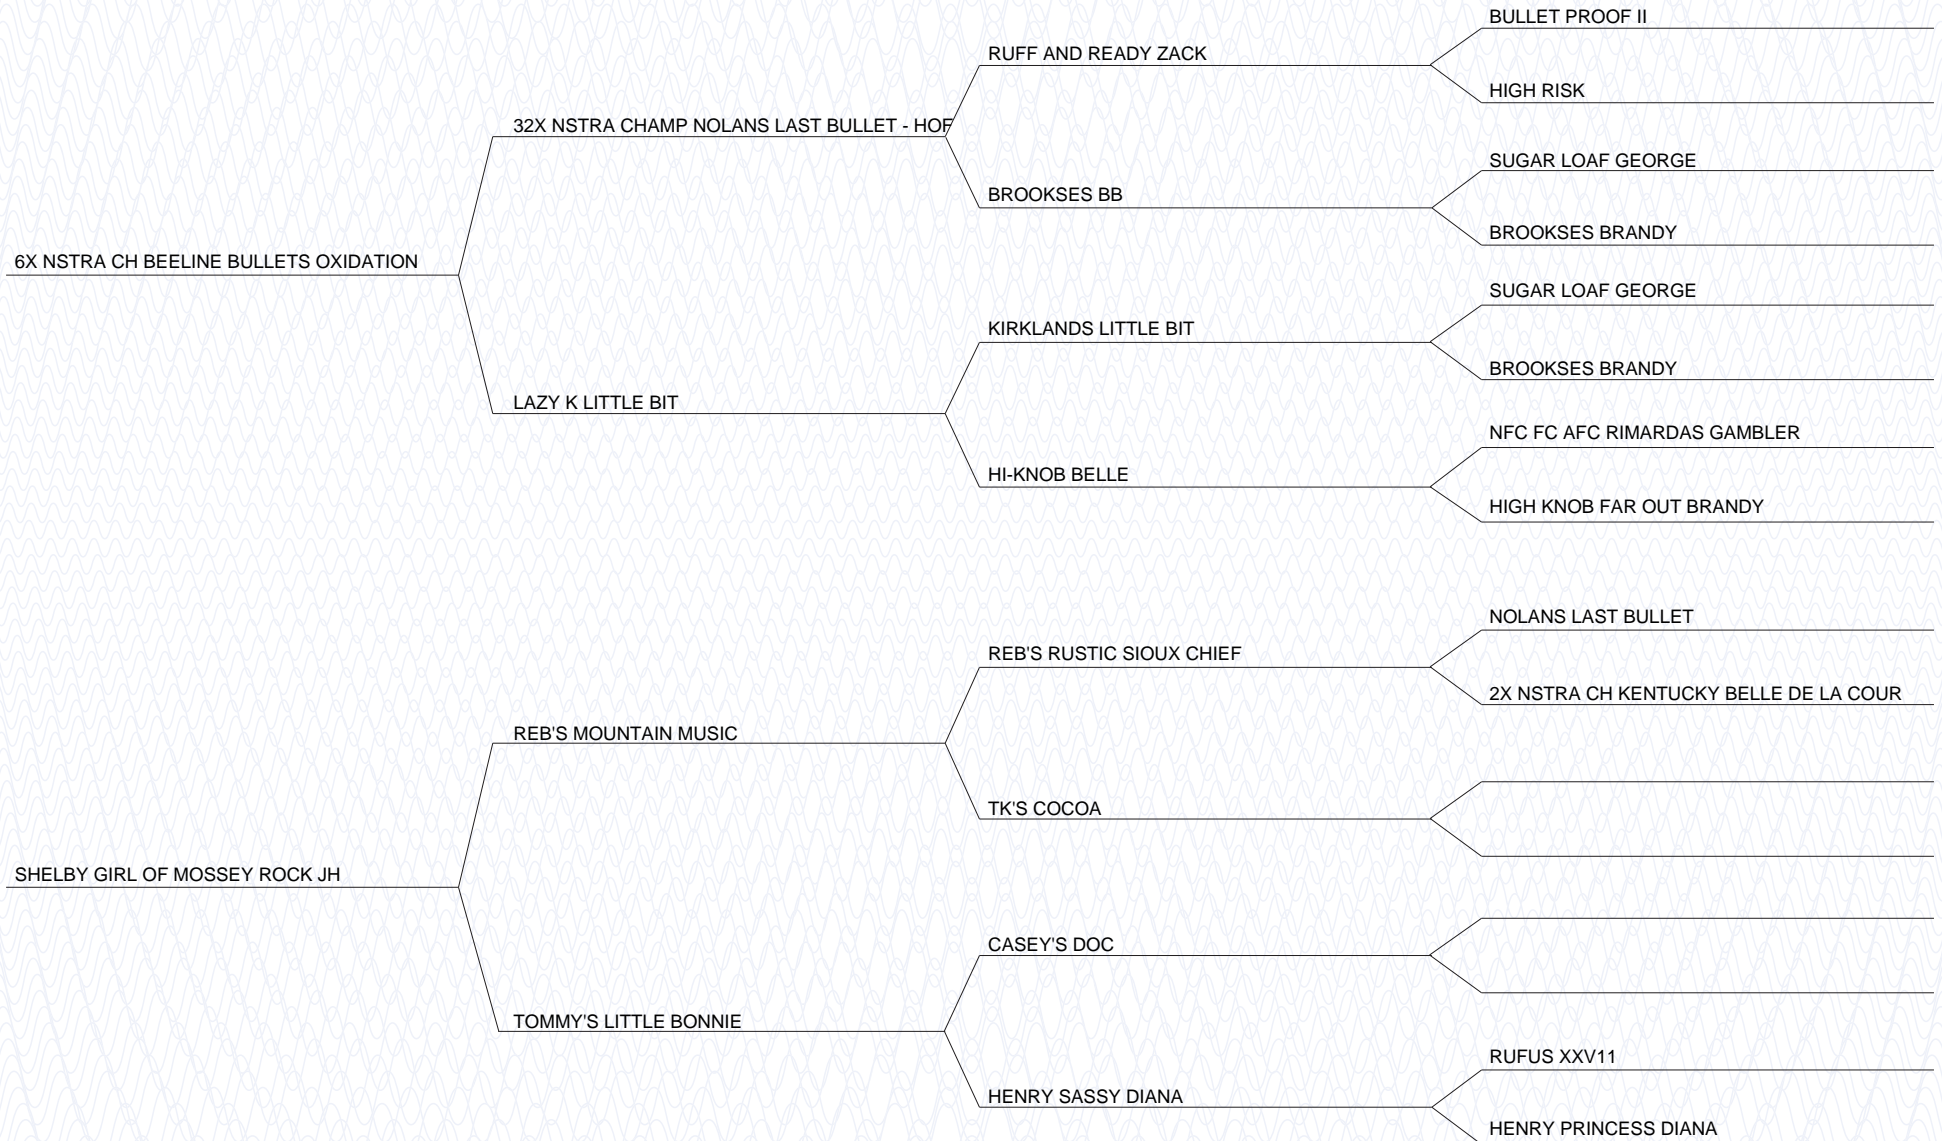 BULLET PROOF II
RUFF AND READY ZACK
HIGH RISK
32X NSTRA CHAMP NOLANS LAST BULLET - HOF
SUGAR LOAF GEORGE
BROOKSES BB
BROOKSES BRANDY
6X NSTRA CH BEELINE BULLETS OXIDATION
SUGAR LOAF GEORGE
KIRKLANDS LITTLE BIT
BROOKSES BRANDY
LAZY K LITTLE BIT
NFC FC AFC RIMARDAS GAMBLER
HI-KNOB BELLE
HIGH KNOB FAR OUT BRANDY
NOLANS LAST BULLET
REB'S RUSTIC SIOUX CHIEF
2X NSTRA CH KENTUCKY BELLE DE LA COUR
REB'S MOUNTAIN MUSIC
TK'S COCOA
SHELBY GIRL OF MOSSEY ROCK JH
CASEY'S DOC
TOMMY'S LITTLE BONNIE
RUFUS XXV11
HENRY SASSY DIANA
HENRY PRINCESS DIANA